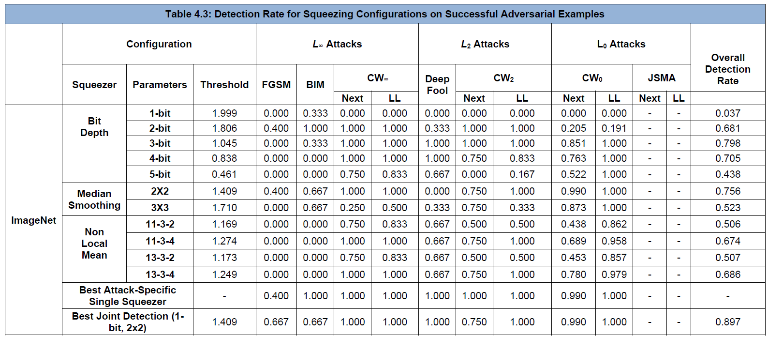 Table 4.3: Detection Rate for Squeezing Configurations on Successful Adversarial Examples
Configuration L∞ Attacks L2 Attacks L0 Attacks Overall Detection Rate
Squeezer Parameters Threshold FGSM BIM CW∞ Deep Fool CW2 CW0 JSMA
Next LL Next LL Next LL Next LL
ImageNet
Bit Depth
1-bit 1.999 0.000 0.333 0.000 0.000 0.000 0.000 0.000 0.000 0.000 - - 0.037
2-bit 1.806 0.400 1.000 1.000 1.000 0.333 1.000 1.000 0.205 0.191 - - 0.681
3-bit 1.045 0.000 0.333 1.000 1.000 1.000 1.000 1.000 0.851 1.000 - - 0.798
4-bit 0.838 0.000 0.000 1.000 1.000 1.000 0.750 0.833 0.763 1.000 - - 0.705
5-bit 0.461 0.000 0.000 0.750 0.833 0.667 0.000 0.167 0.522 1.000 - - 0.438
Median Smoothing
2X2 1.409 0.400 0.667 1.000 1.000 0.667 0.750 1.000 0.990 1.000 - - 0.756
3X3 1.710 0.000 0.667 0.250 0.500 0.333 0.750 0.333 0.873 1.000 - - 0.523
Non Local Mean
11-3-2 1.169 0.000 0.000 0.750 0.833 0.667 0.500 0.500 0.438 0.862 - - 0.506
11-3-4 1.274 0.000 0.000 1.000 1.000 0.667 0.750 1.000 0.689 0.958 - - 0.674
13-3-2 1.173 0.000 0.000 0.750 0.833 0.667 0.500 0.500 0.453 0.857 - - 0.507
13-3-4 1.249 0.000 0.000 1.000 1.000 0.667 0.750 1.000 0.780 0.979 - - 0.686
Best Attack-Specific Single Squeezer - 0.400 1.000 1.000 1.000 1.000 1.000 1.000 0.990 1.000 - - -
Best Joint Detection (1-bit, 2x2) 1.409 0.667 0.667 1.000 1.000 1.000 0.750 1.000 0.990 1.000 - - 0.897